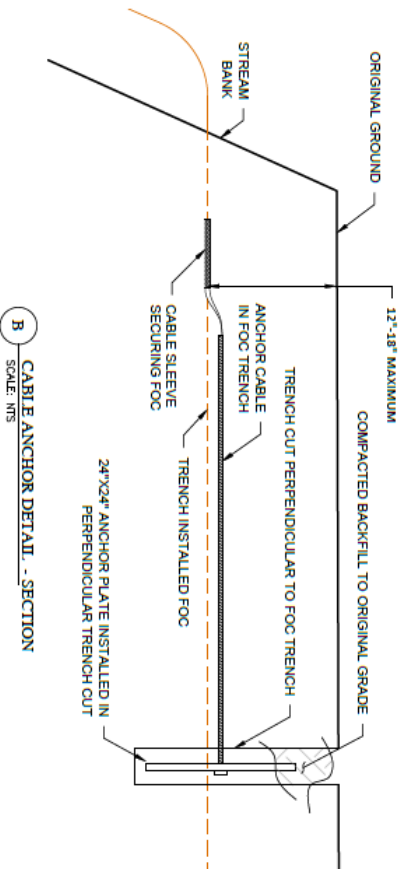 ORIGINAL GROUND
12"-18" MAXIMUM
COMPACTED BACKFILL TO ORIGINAL GRADE
STREAM
BANK
TRENCH CUT PERPENDICULAR TO FOC TRENCH
ANCHOR CABLE
IN FOC TRENCH
CABLE SLEEVE
SECURING FOC
TRENCH INSTALLED FOC
24"X24" ANCHOR PLATE INSTALLED IN
PERPENDICULAR TRENCH CUT
B
CABLE ANCHOR DETAIL - SECTION
SCALE: NTS